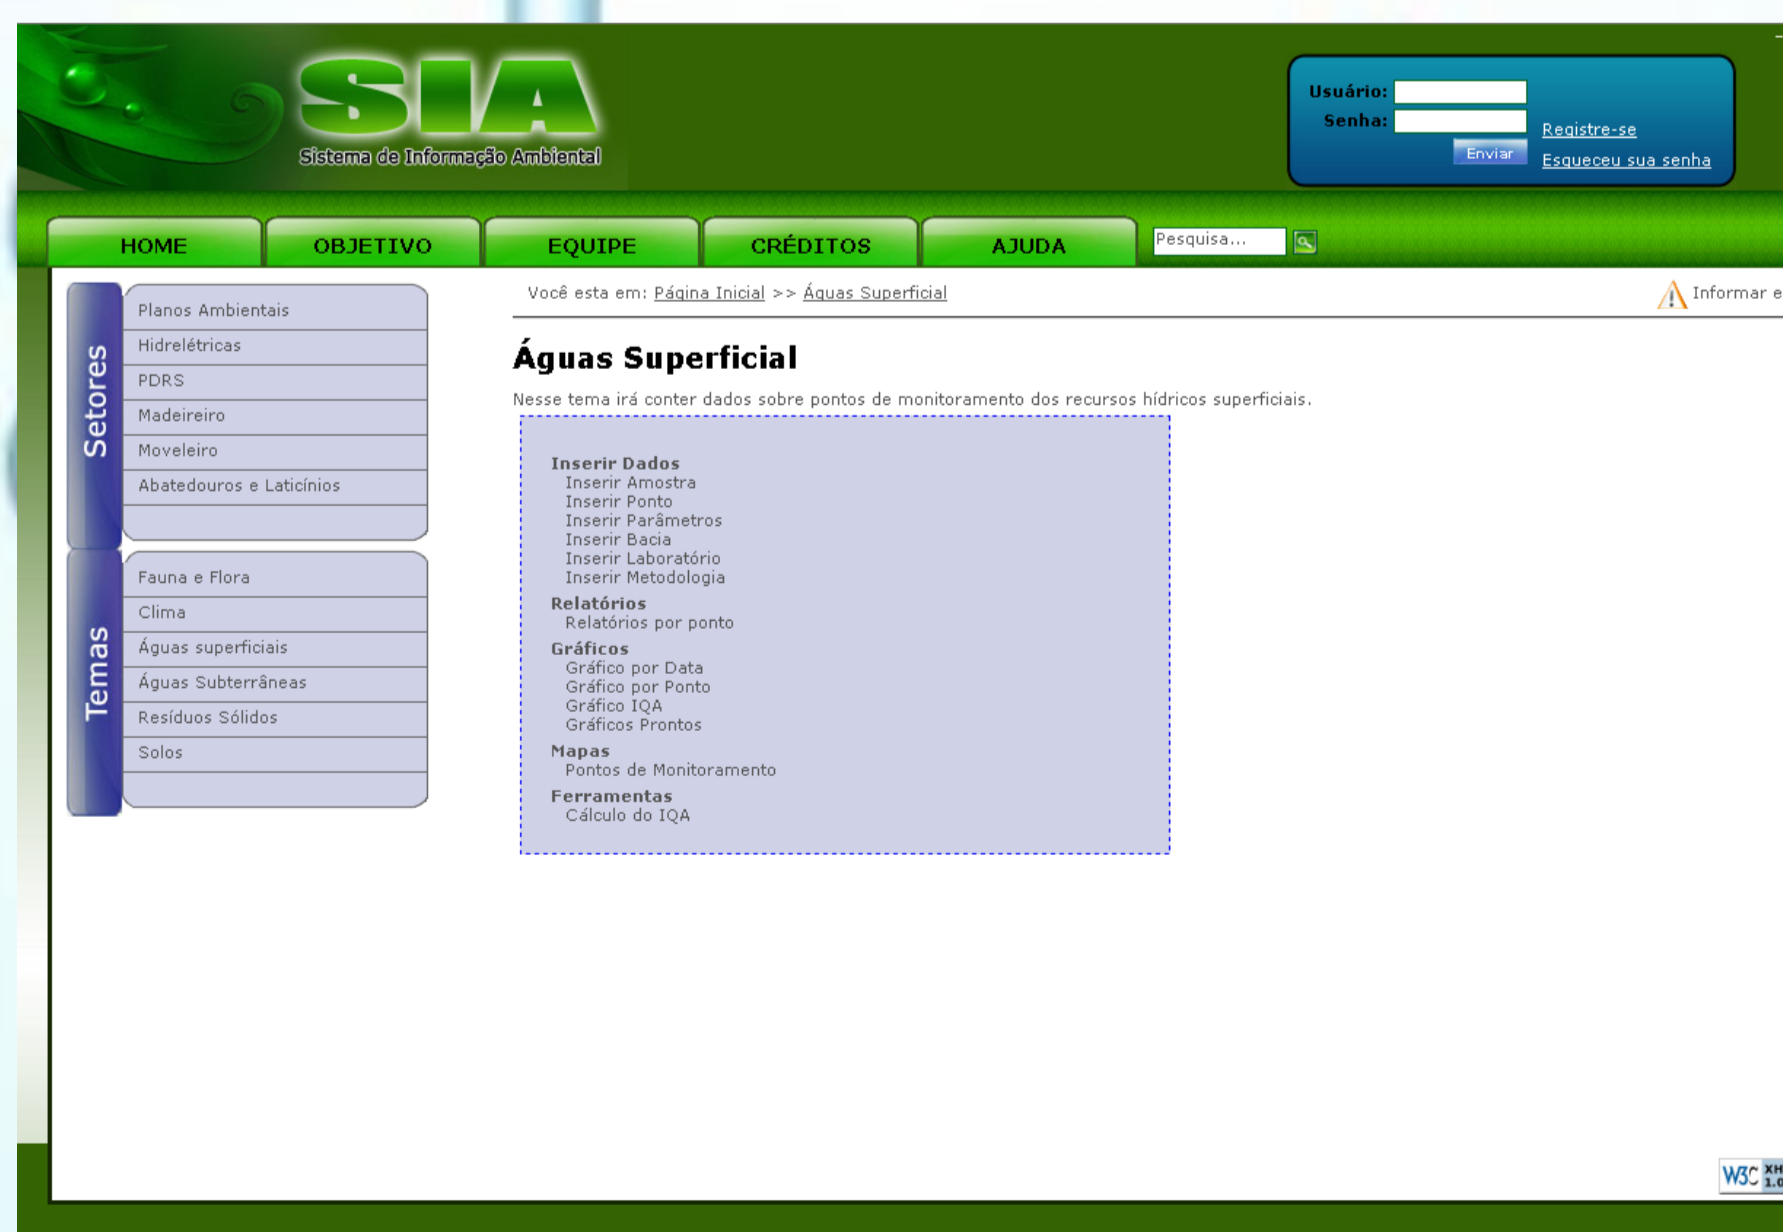 SIA
Sistema de Informação Ambiental
Usuário:
Senha:
Registre-se
Enviar
Esqueceu sua senha
HOME
OBJETIVO
EQUIPE
CRÉDITOS
AJUDA
Pesquisa...
Setores
Planos Ambientais
Hidrelétricas
PDRS
Madeireiro
Moveleiro
Abatedouros e Laticínios
Temas
Fauna e Flora
Clima
Águas superficiais
Águas Subterrâneas
Resíduos Sólidos
Solos
Você esta em: Página Inicial >> Águas Superficial
Informar e
Águas Superficial
Nesse tema irá conter dados sobre pontos de monitoramento dos recursos hídricos superficiais.
Inserir Dados
Inserir Amostra
Inserir Ponto
Inserir Parâmetros
Inserir Bacia
Inserir Laboratório
Inserir Metodologia
Relatórios
Relatórios por ponto
Gráficos
Gráfico por Data
Gráfico por Ponto
Gráfico IQA
Gráficos Prontos
Mapas
Pontos de Monitoramento
Ferramentas
Cálculo do IQA
W3C XH
1.0